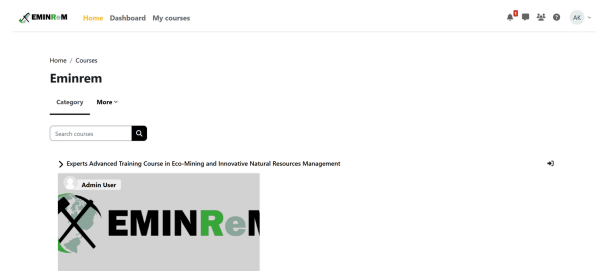 EMINReM Home Dashboard My courses AK
Home / Courses
Eminrem
Category More
Search courses
Experts Advanced Training Course in Eco-Mining and Innovative Natural Resources Management
Admin User
EMINReM